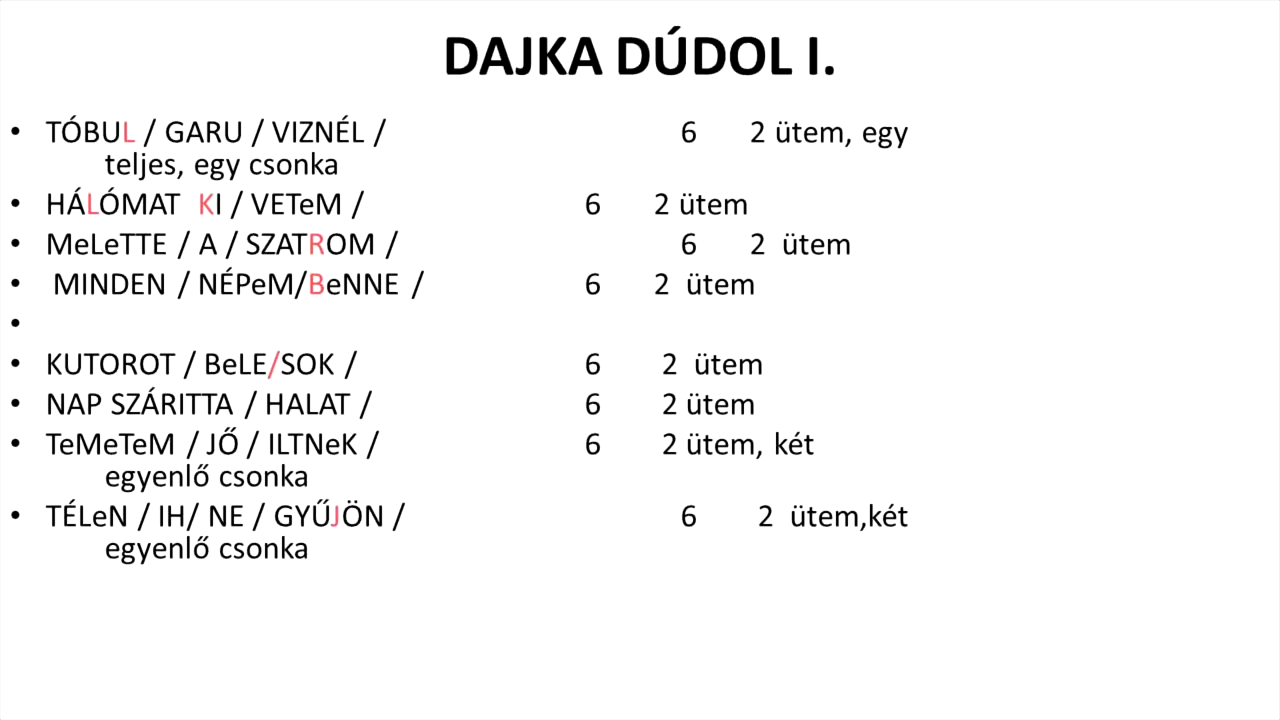 DAJKA DÚDOL I.
• TÓBUL / GARU / VIZNÉL / 6 2 ütem, egy
teljes, egy csonka
• HÁLÓMAT KI / VETeM / 6 2 ütem
• MeLeTTE / A / SZATROM / 6 2 ütem
• MINDEN / NÉPeM/BeNNE / 6 2 ütem
•
• KUTOROT / BeLE/SOK / 6 2 ütem
• NAP SZÁRITTA / HALAT / 6 2 ütem
• TeMeTeM / JŐ / ILTNeK / 6 2 ütem, két
egyenlő csonka
• TÉLeN / IH/ NE / GYŰJÖN / 6 2 ütem,két
egyenlő csonka